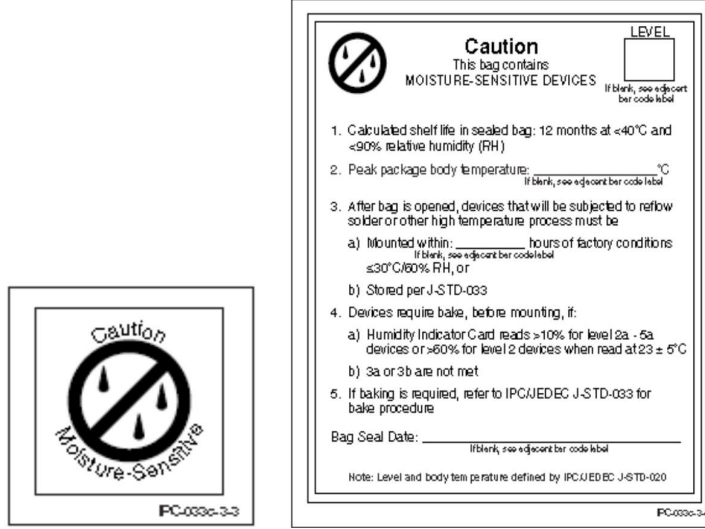 Caution
Moisture-Sensitive
IPC-033c-3-3
Caution
This bag contains
MOISTURE-SENSITIVE DEVICES
LEVEL
If blank, see adjacent
bar code label
1. Calculated shelf life in sealed bag: 12 months at <40°C and
<90% relative humidity (RH)
2. Peak package body temperature: ____________°C
If blank, see adjacent bar code label
3. After bag is opened, devices that will be subjected to reflow
solder or other high temperature process must be
a) Mounted within: _________ hours of factory conditions
If blank, see adjacent bar code label
≤30°C/60% RH, or
b) Stored per J-STD-033
4. Devices require bake, before mounting, if:
a) Humidity Indicator Card reads >10% for level 2a - 5a
devices or >60% for level 2 devices when read at 23 ± 5°C
b) 3a or 3b are not met
5. If baking is required, refer to IPC/JEDEC J-STD-033 for
bake procedure
Bag Seal Date: ______________________
If blank, see adjacent bar code label
Note: Level and body temperature defined by IPC/JEDEC J-STD-020
IPC-033c-3-